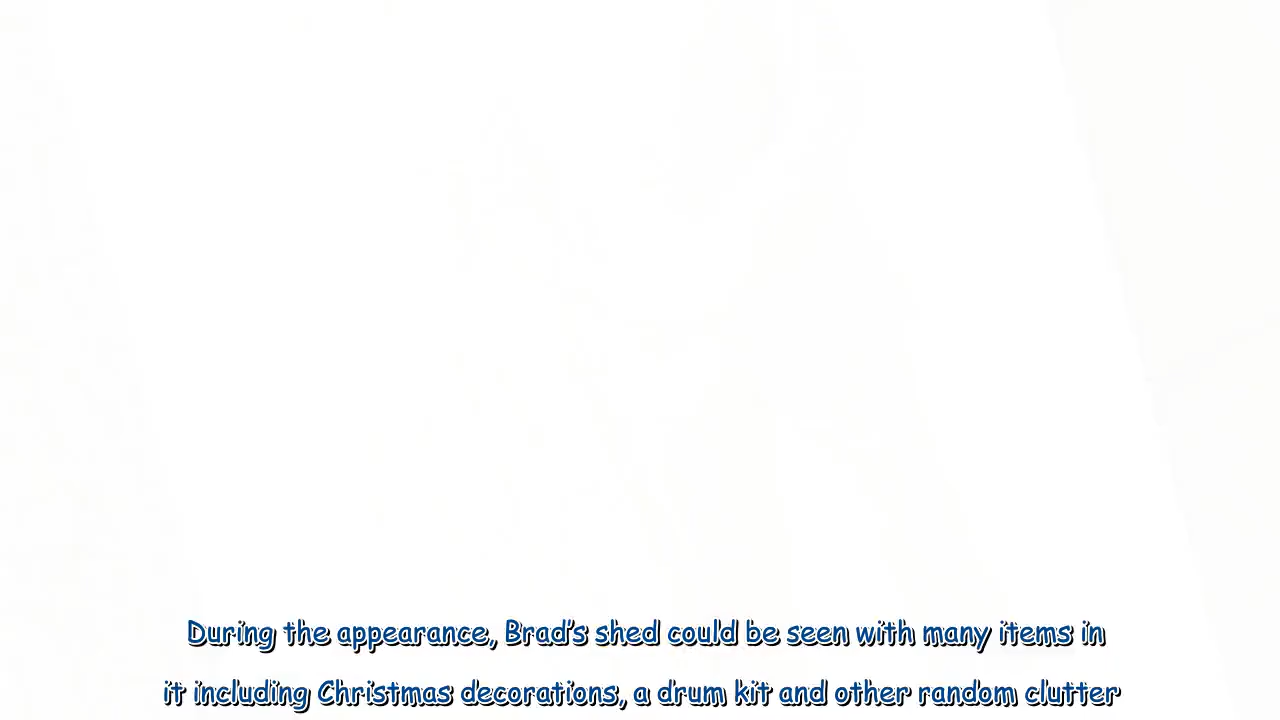 During the appearance, Brad's shed could be seen with many items in
it including Christmas decorations, a drum kit and other random clutter